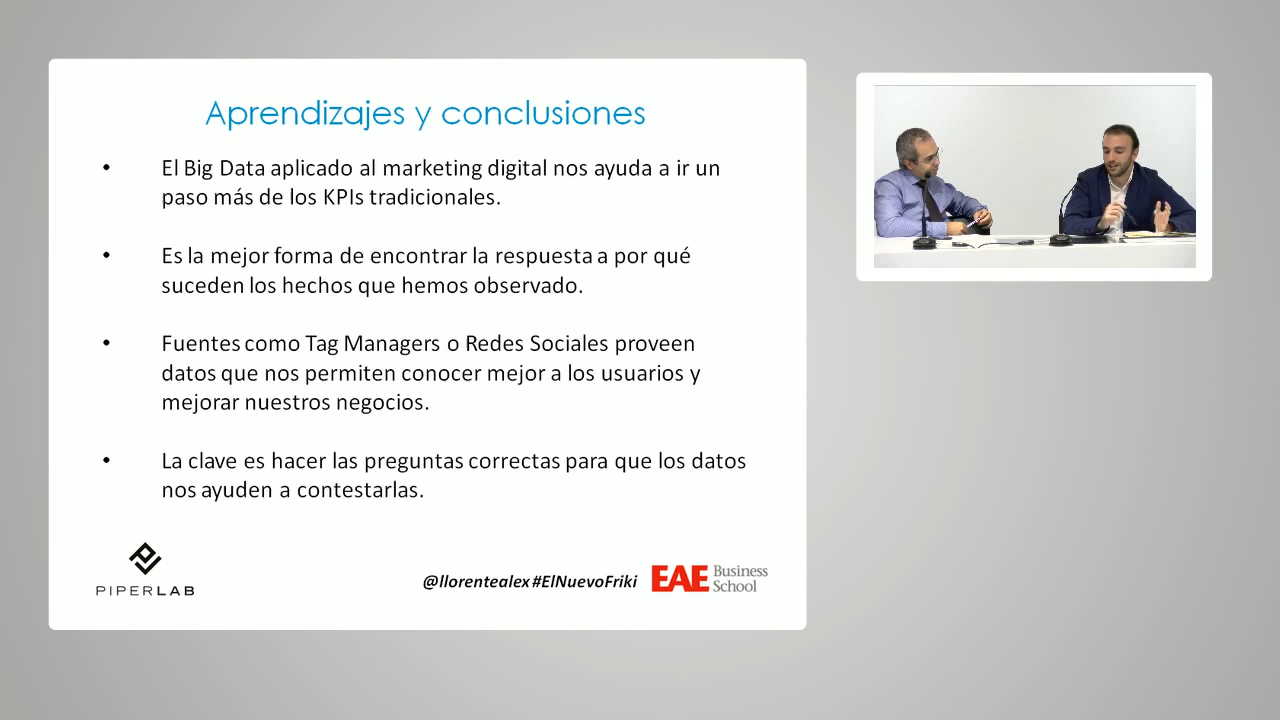 Aprendizajes y conclusiones
• El Big Data aplicado al marketing digital nos ayuda a ir un
paso más de los KPIs tradicionales.
• Es la mejor forma de encontrar la respuesta a por qué
suceden los hechos que hemos observado.
• Fuentes como Tag Managers o Redes Sociales proveen
datos que nos permiten conocer mejor a los usuarios y
mejorar nuestros negocios.
• La clave es hacer las preguntas correctas para que los datos
nos ayuden a contestarlas.
PIPERLAB
@llorentealex #ElNuevoFriki
EAE Business
School